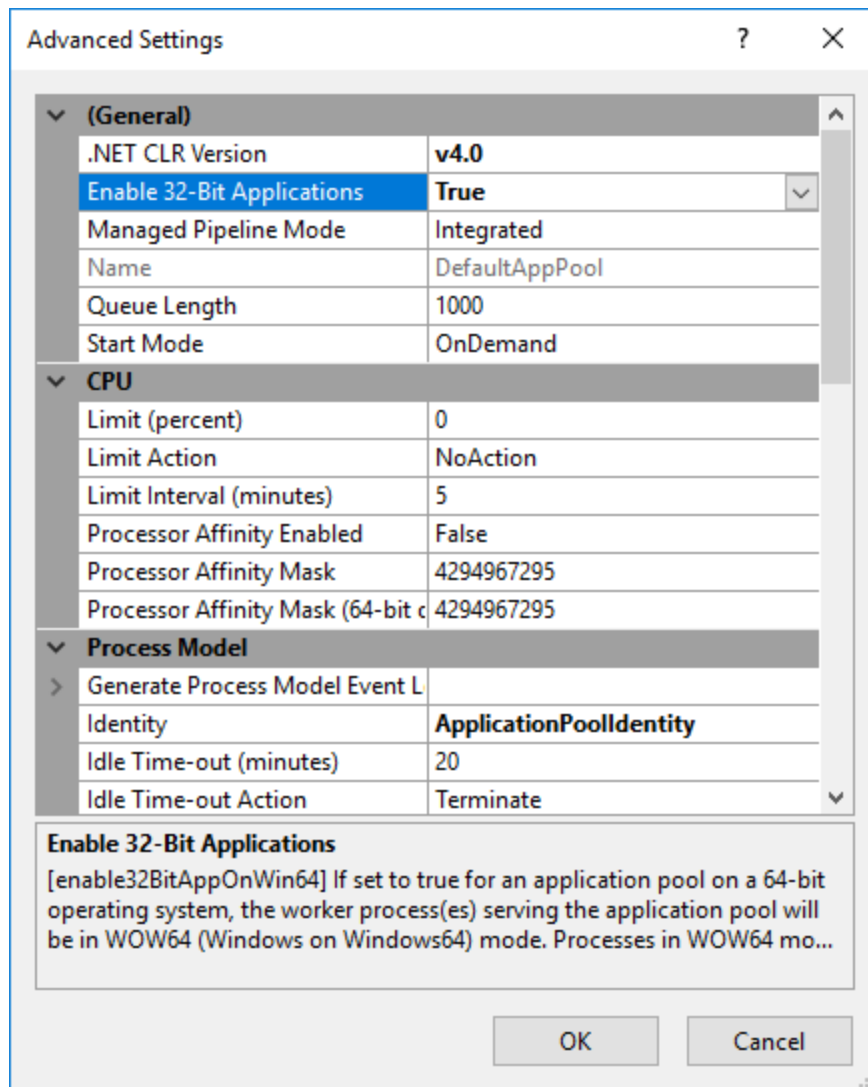 Advanced Settings ? ×
(General)
.NET CLR Version v4.0
Enable 32-Bit Applications True
Managed Pipeline Mode Integrated
Name DefaultAppPool
Queue Length 1000
Start Mode OnDemand
CPU
Limit (percent) 0
Limit Action NoAction
Limit Interval (minutes) 5
Processor Affinity Enabled False
Processor Affinity Mask 4294967295
Processor Affinity Mask (64-bit c 4294967295
Process Model
Generate Process Model Event L
Identity ApplicationPoolIdentity
Idle Time-out (minutes) 20
Idle Time-out Action Terminate
Enable 32-Bit Applications
[enable32BitAppOnWin64] If set to true for an application pool on a 64-bit
operating system, the worker process(es) serving the application pool will
be in WOW64 (Windows on Windows64) mode. Processes in WOW64 mo...
OK Cancel